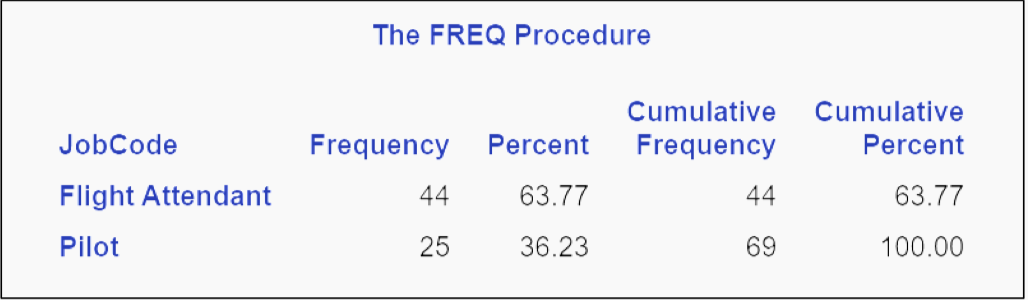 The FREQ Procedure
Cumulative Cumulative
JobCode Frequency Percent Frequency Percent
Flight Attendant 44 63.77 44 63.77
Pilot 25 36.23 69 100.00